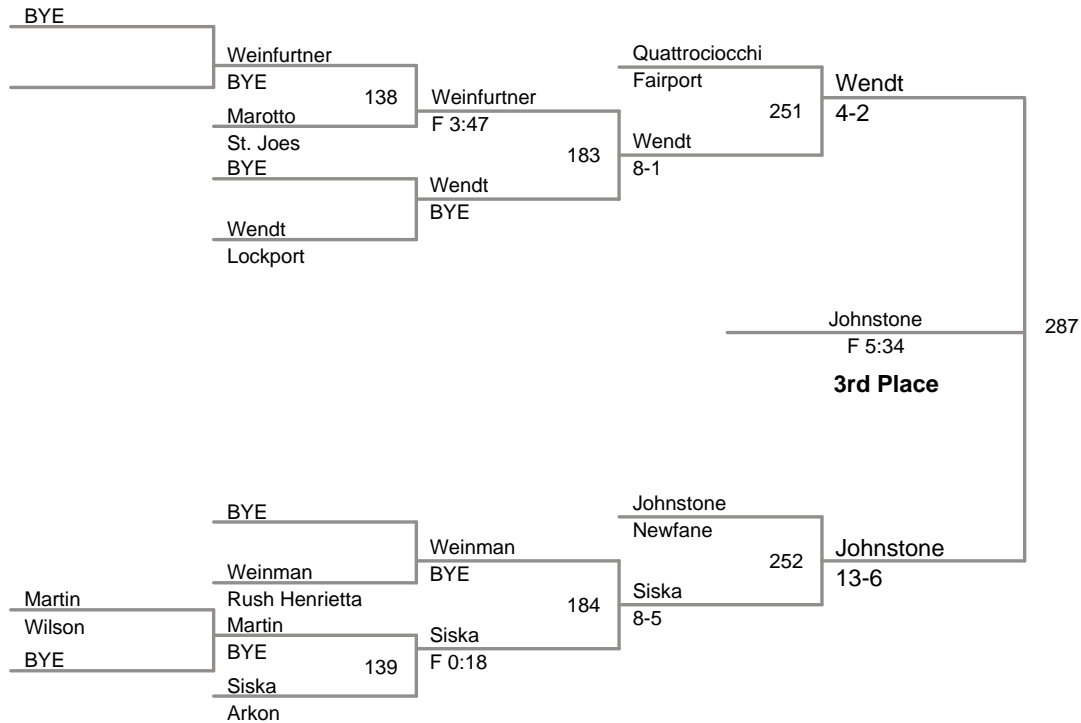 BYE
Weinfurtner
BYE
138
Marotto
St. Joes
BYE
Wendt
Lockport
Weinfurtner
F 3:47
183
Wendt
BYE
Quattrociocchi
Fairport
251
Wendt
8-1
Wendt
4-2
Johnstone
F 5:34
3rd Place
287
BYE
Weinman
Rush Henrietta
Martin
Wilson
BYE
Martin
BYE
139
Siska
Arkon
Weinman
BYE
184
Siska
F 0:18
Johnstone
Newfane
252
Siska
8-5
Johnstone
13-6